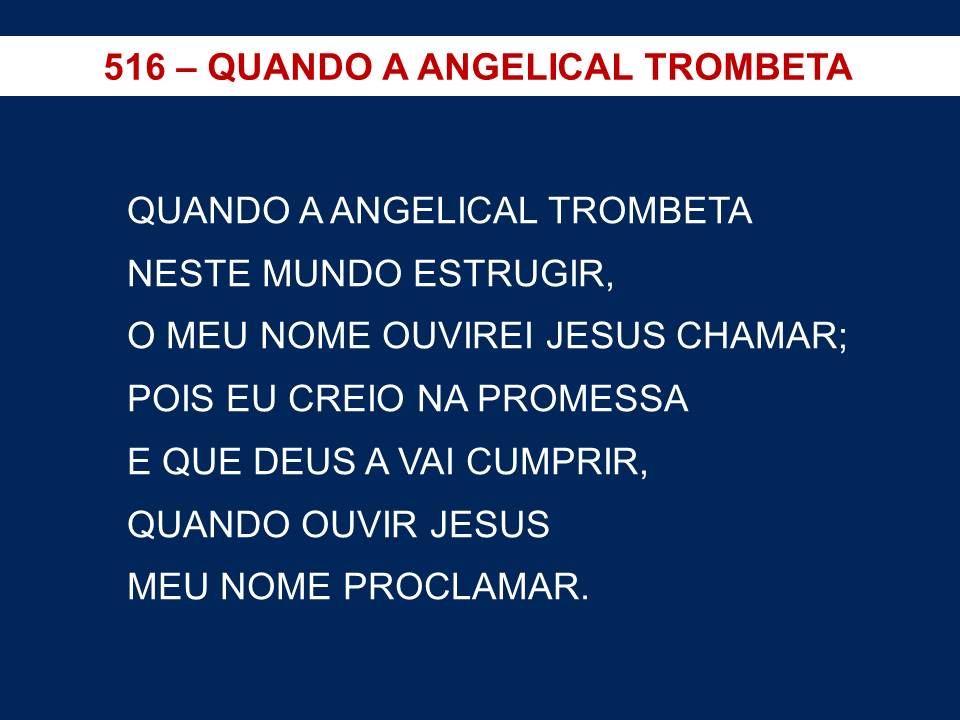 516 – QUANDO A ANGELICAL TROMBETA
QUANDO A ANGELICAL TROMBETA
NESTE MUNDO ESTRUGIR,
O MEU NOME OUVIREI JESUS CHAMAR;
POIS EU CREIO NA PROMESSA
E QUE DEUS A VAI CUMPRIR,
QUANDO OUVIR JESUS
MEU NOME PROCLAMAR.